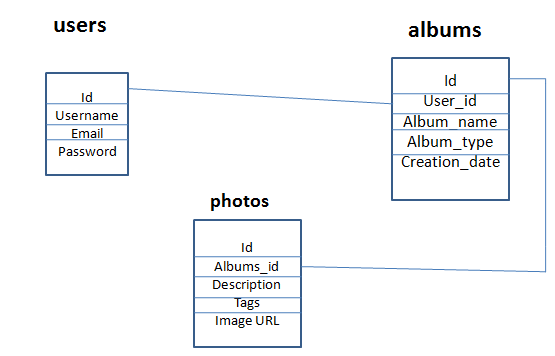 users
Id
Username
Email
Password
albums
Id
User_id
Album_name
Album_type
Creation_date
photos
Id
Albums_id
Description
Tags
Image URL